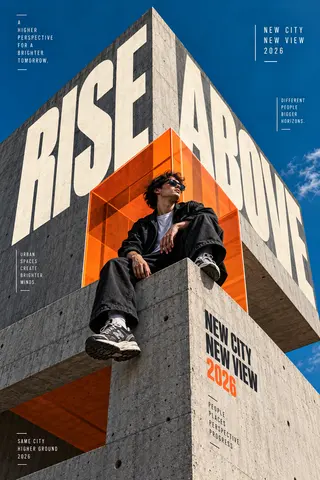 A
HIGHER
PERSPECTIVE
FOR A
BRIGHTER
TOMORROW.
NEW CITY
NEW VIEW
2026
DIFFERENT
PEOPLE
BIGGER
HORIZONS.
RISE
ABOVE
URBAN
SPACES
CREATE
BRIGHTER
MINDS.
NEW CITY
NEW VIEW
2026
PEOPLE
PLACES
PERSPECTIVE
PROGRESS.
SAME CITY
HIGHER GROUND
2026